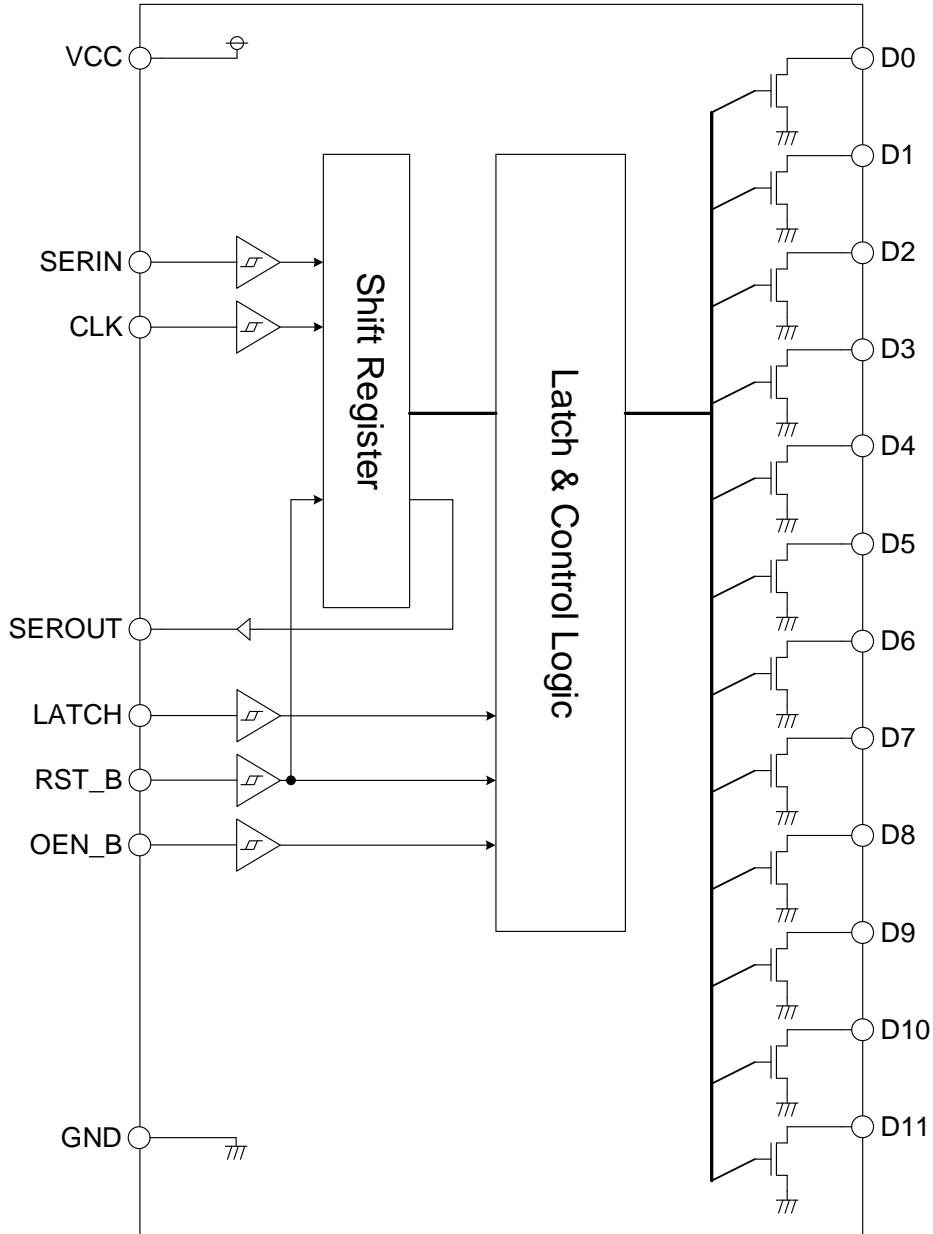 VCC
SERIN
CLK
SEROUT
LATCH
RST_B
OEN_B
GND
Shift Register
Latch & Control Logic
D0
D1
D2
D3
D4
D5
D6
D7
D8
D9
D10
D11